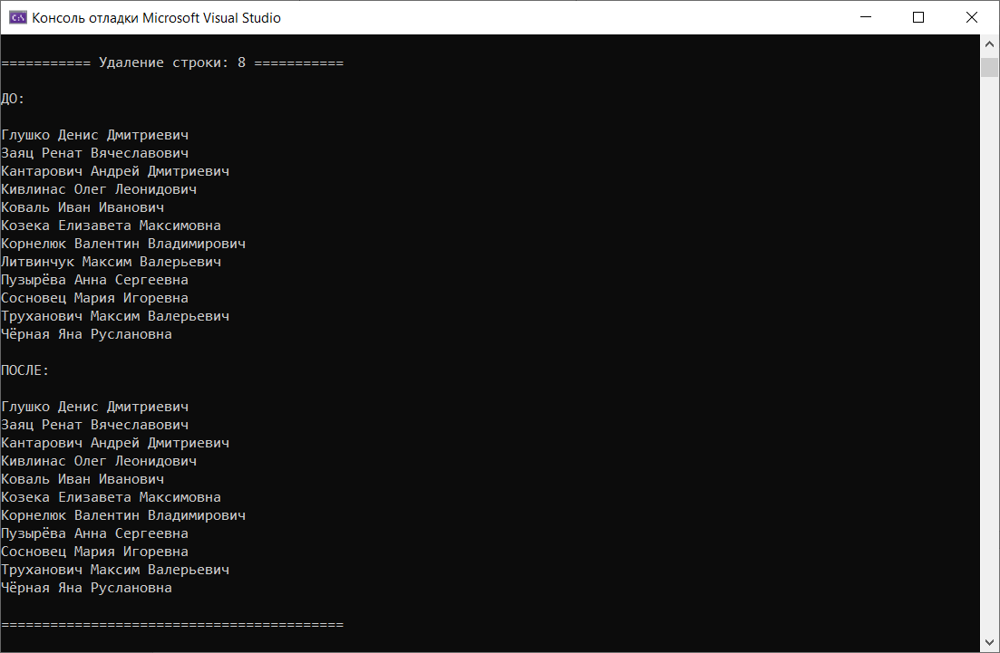 Консоль отладки Microsoft Visual Studio
=========== Удаление строки: 8 ===========
ДО:
Глушко Денис Дмитриевич
Заяц Ренат Вячеславович
Кантарович Андрей Дмитриевич
Кивлинас Олег Леонидович
Коваль Иван Иванович
Козека Елизавета Максимовна
Корнелюк Валентин Владимирович
Литвинчук Максим Валерьевич
Пузырёва Анна Сергеевна
Сосновец Мария Игоревна
Труханович Максим Валерьевич
Чёрная Яна Руслановна
ПОСЛЕ:
Глушко Денис Дмитриевич
Заяц Ренат Вячеславович
Кантарович Андрей Дмитриевич
Кивлинас Олег Леонидович
Коваль Иван Иванович
Козека Елизавета Максимовна
Корнелюк Валентин Владимирович
Пузырёва Анна Сергеевна
Сосновец Мария Игоревна
Труханович Максим Валерьевич
Чёрная Яна Руслановна
==========================================